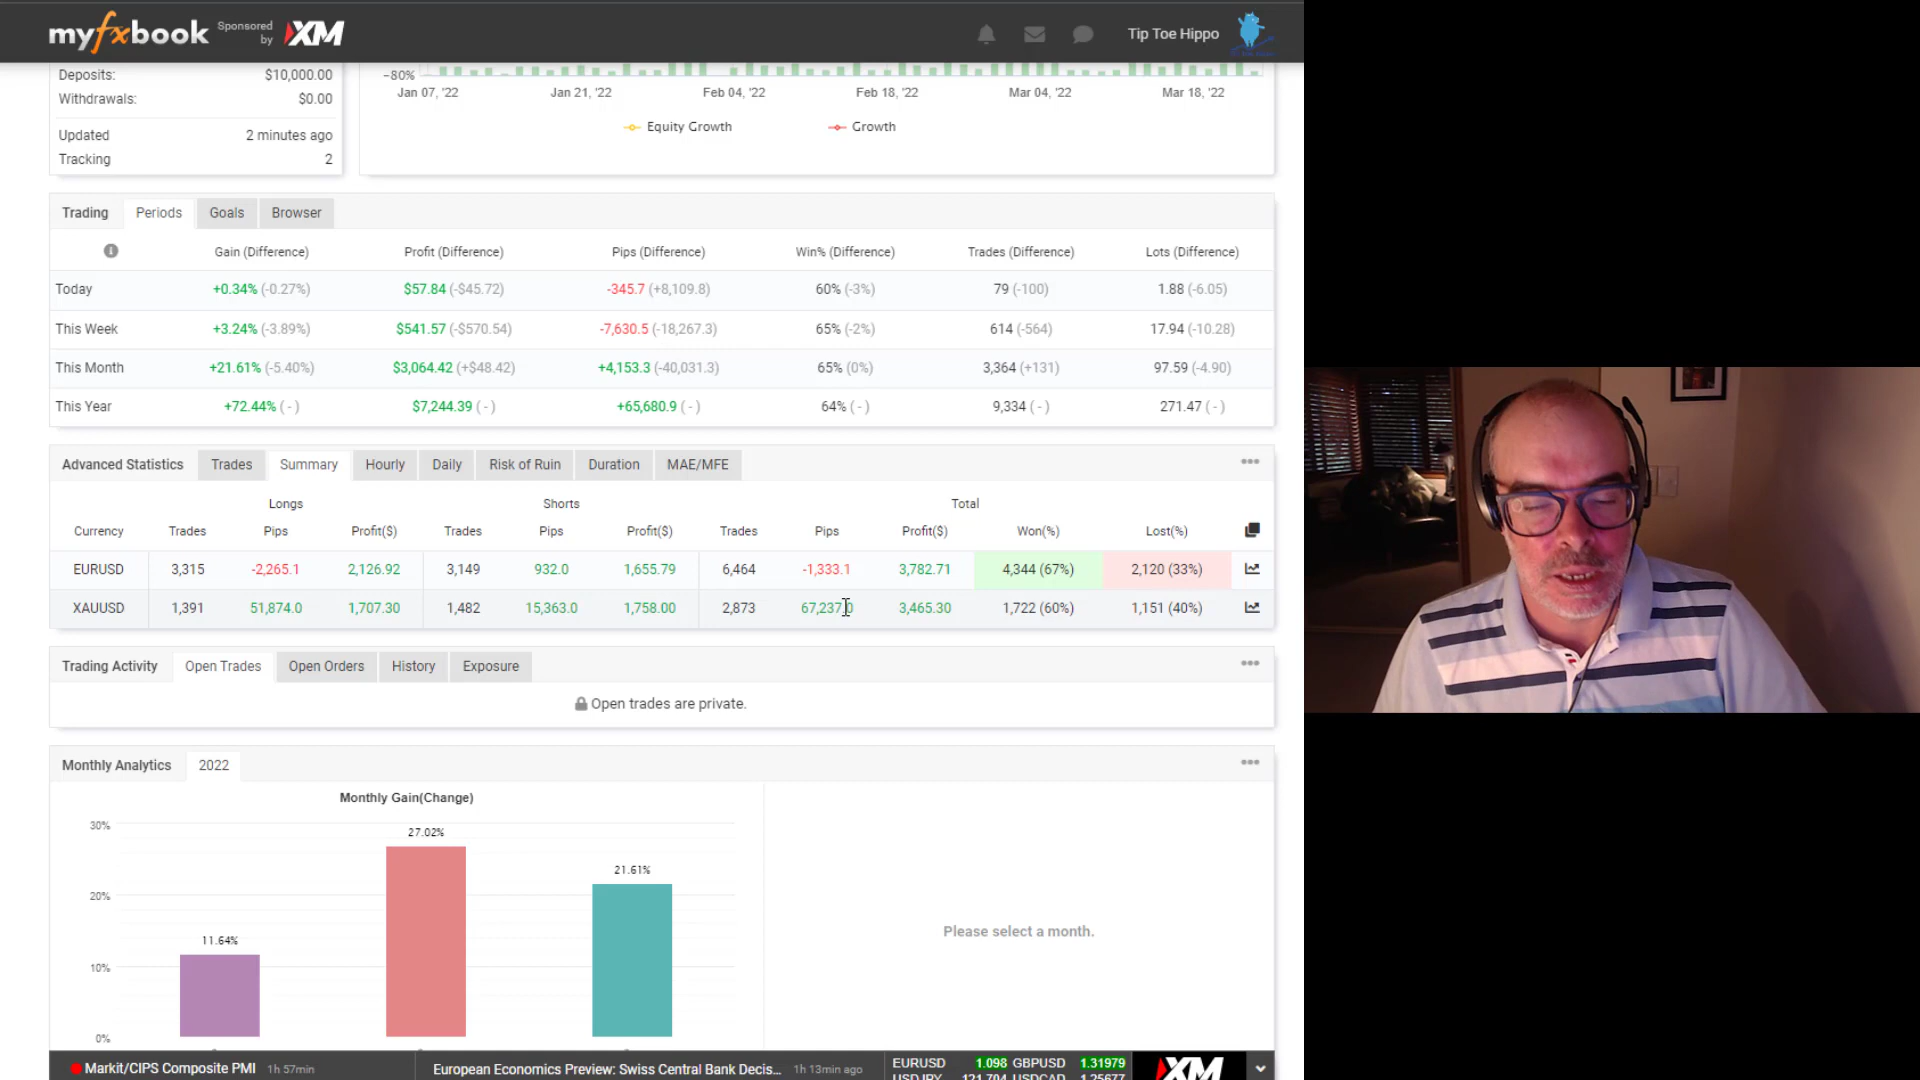 myfxbook Sponsored by XM Tip Toe Hippo
Deposits: $10,000.00
Withdrawals: $0.00
Updated 2 minutes ago
Tracking 2
-80%
Jan 07, '22 Jan 21, '22 Feb 04, '22 Feb 18, '22 Mar 04, '22 Mar 18, '22
Equity Growth Growth
Trading Periods Goals Browser
Gain (Difference) Profit (Difference) Pips (Difference) Win% (Difference) Trades (Difference) Lots (Difference)
Today +0.34% (-0.27%) $57.84 (-$45.72) -345.7 (+8,109.8) 60% (-3%) 79 (-100) 1.88 (-6.05)
This Week +3.24% (-3.89%) $541.57 (-$570.54) -7,630.5 (-18,267.3) 65% (-2%) 614 (-564) 17.94 (-10.28)
This Month +21.61% (-5.40%) $3,064.42 (+$48.42) +4,153.3 (-40,031.3) 65% (0%) 3,364 (+131) 97.59 (-4.90)
This Year +72.44% ( - ) $7,244.39 ( - ) +65,680.9 ( - ) 64% ( - ) 9,334 ( - ) 271.47 ( - )
Advanced Statistics Trades Summary Hourly Daily Risk of Ruin Duration MAE/MFE
Longs Shorts Total
Currency Trades Pips Profit($) Trades Pips Profit($) Trades Pips Profit($) Won(%) Lost(%)
EURUSD 3,315 -2,265.1 2,126.92 3,149 932.0 1,655.79 6,464 -1,333.1 3,782.71 4,344 (67%) 2,120 (33%)
XAUUSD 1,391 51,874.0 1,707.30 1,482 15,363.0 1,758.00 2,873 67,237.0 3,465.30 1,722 (60%) 1,151 (40%)
Trading Activity Open Trades Open Orders History Exposure
Open trades are private.
Monthly Analytics 2022
Monthly Gain(Change)
30%
27.02%
21.61%
20%
11.64%
10%
0%
Please select a month.
Markit/CIPS Composite PMI 1h 57min European Economics Preview: Swiss Central Bank Decis... 1h 13min ago EURUSD 1.098 GBPUSD 1.31979 XM
USDJPY 121.704 USDCAD 1.25677